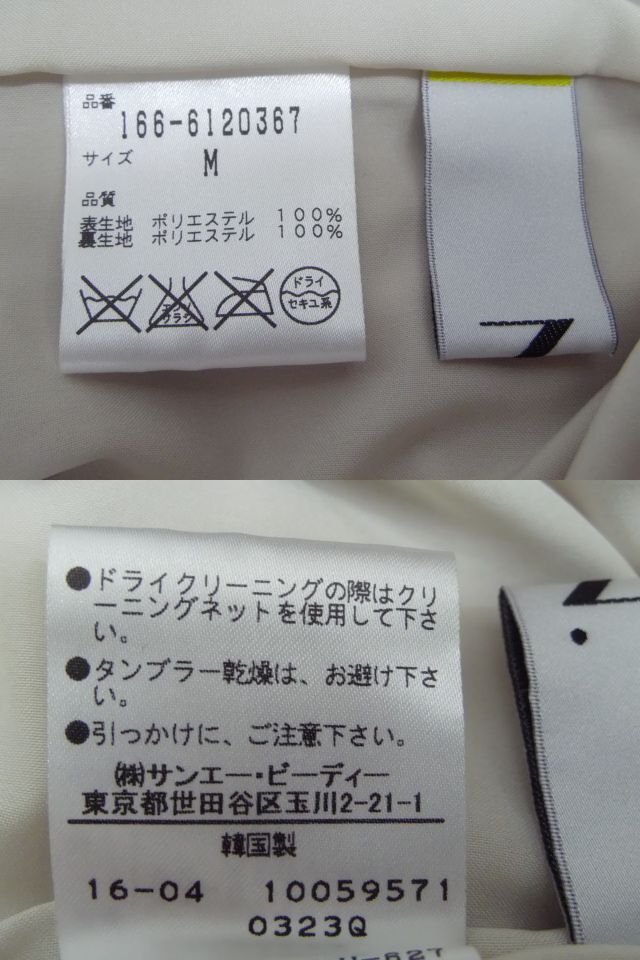 品番
166-6120367
サイズ
M
品質
表生地 ポリエステル 100%
裏生地 ポリエステル 100%
エンソ
サラシ
ドライ
セキユ系
●ドライクリーニングの際はクリ
ーニングネットを使用して下さ
い。
●タンブラー乾燥は、お避け下さ
い。
●引っかけに、ご注意下さい。
㈱サンエー・ビーディー
東京都世田谷区玉川2-21-1
韓国製
16-04 10059571
0323Q